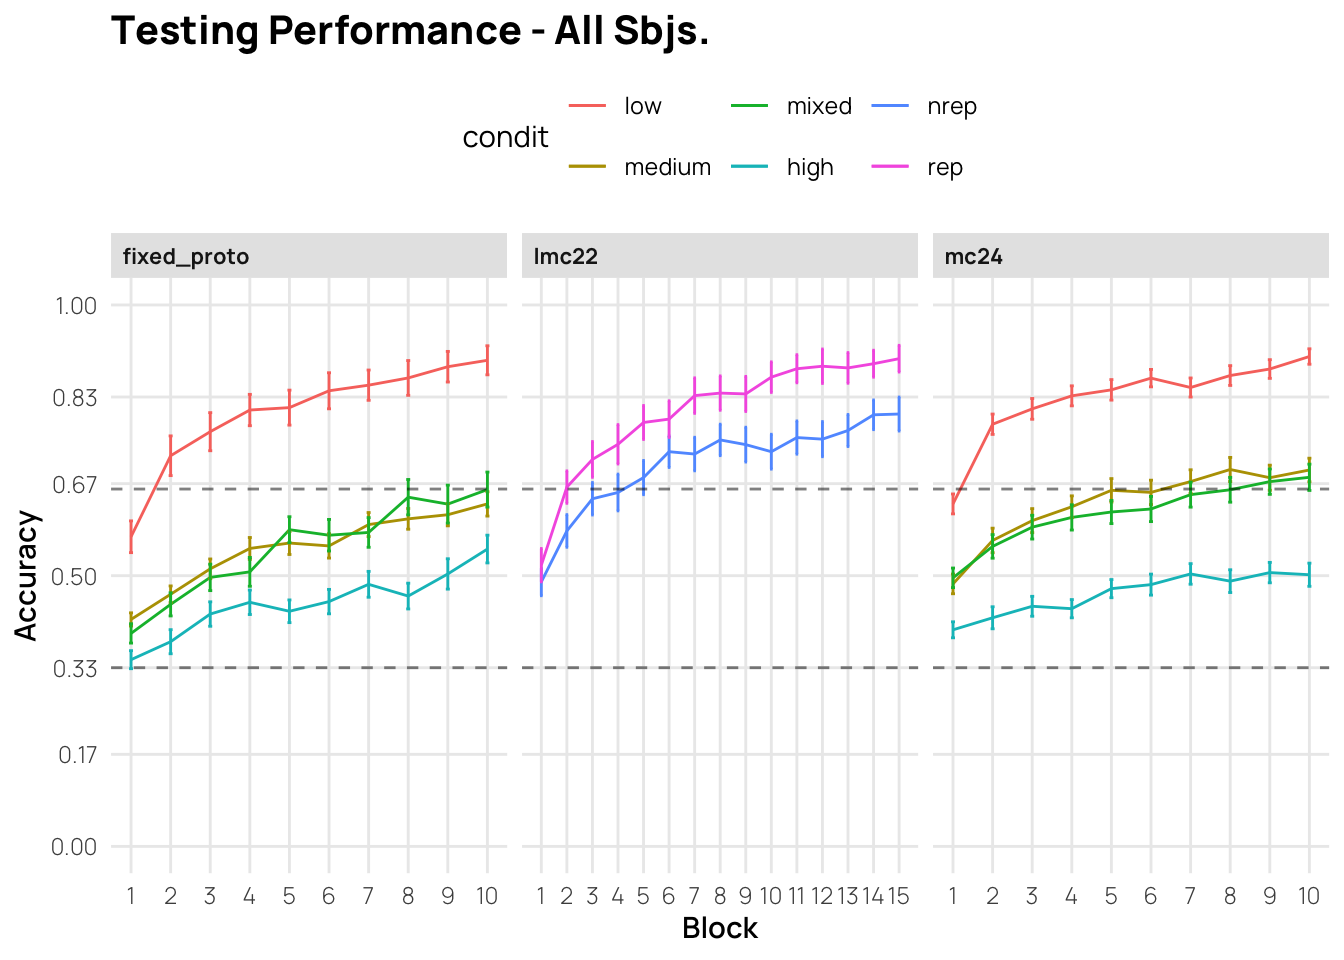 Testing Performance - All Sbjs.
condit
low mixed nrep
medium high rep
fixed_proto lmc22 mc24
1.00
0.83
0.67
0.50
0.33
0.17
0.00
Accuracy
1 2 3 4 5 6 7 8 9 10 1 2 3 4 5 6 7 8 9 10 11 12 13 14 15 1 2 3 4 5 6 7 8 9 10
Block